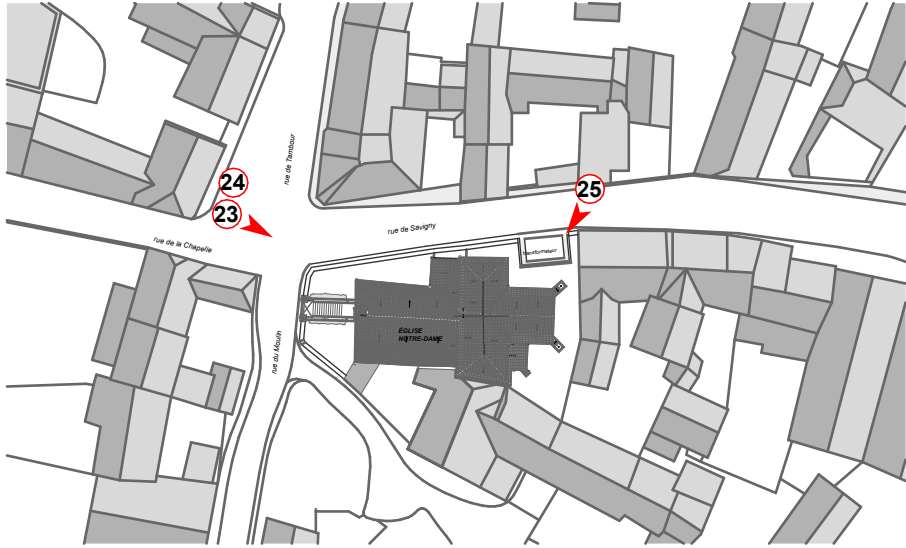 rue de Tambour
24
23
25
rue de Savigny
rue de la Chapelle
transformateur
ÉGLISE
NOTRE-DAME
rue du Moulin